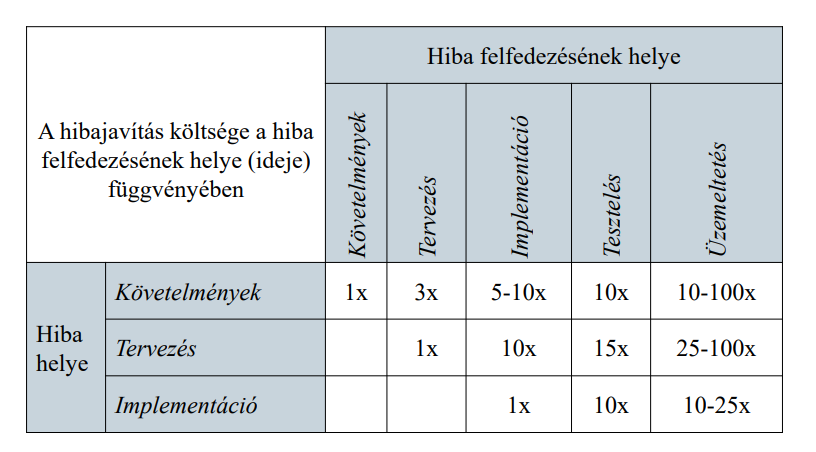 Hiba felfedezésének helye
A hibajavítás költsége a hiba
felfedezésének helye (ideje)
függvényében
Követelmények
Tervezés
Implementáció
Tesztelés
Üzemeltetés
Hiba
helye
Követelmények 1x 3x 5-10x 10x 10-100x
Tervezés 1x 10x 15x 25-100x
Implementáció 1x 10x 10-25x